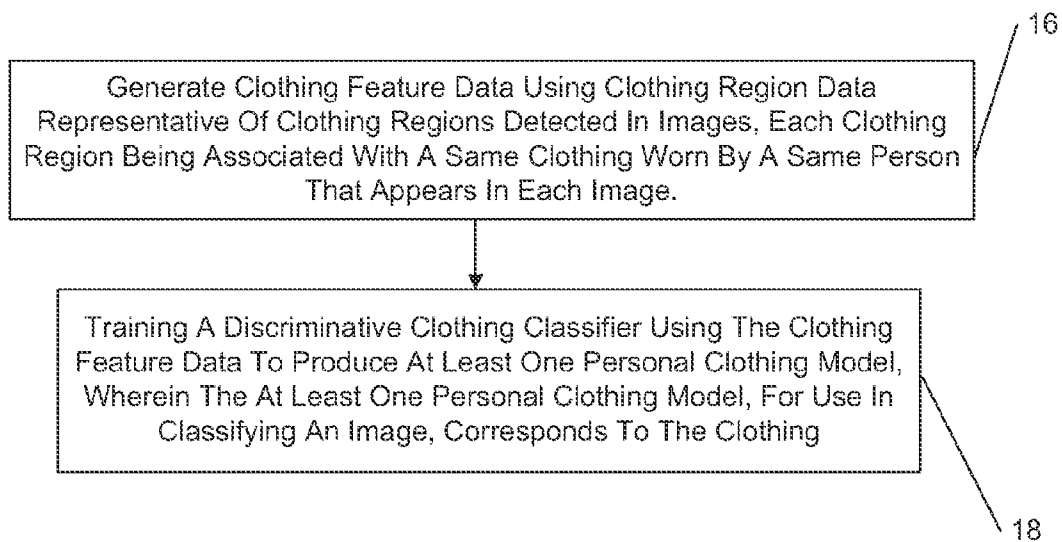 16
Generate Clothing Feature Data Using Clothing Region Data
Representative Of Clothing Regions Detected In Images, Each Clothing
Region Being Associated With A Same Clothing Worn By A Same Person
That Appears In Each Image.
Training A Discriminative Clothing Classifier Using The Clothing
Feature Data To Produce At Least One Personal Clothing Model,
Wherein The At Least One Personal Clothing Model, For Use In
Classifying An Image, Corresponds To The Clothing
18